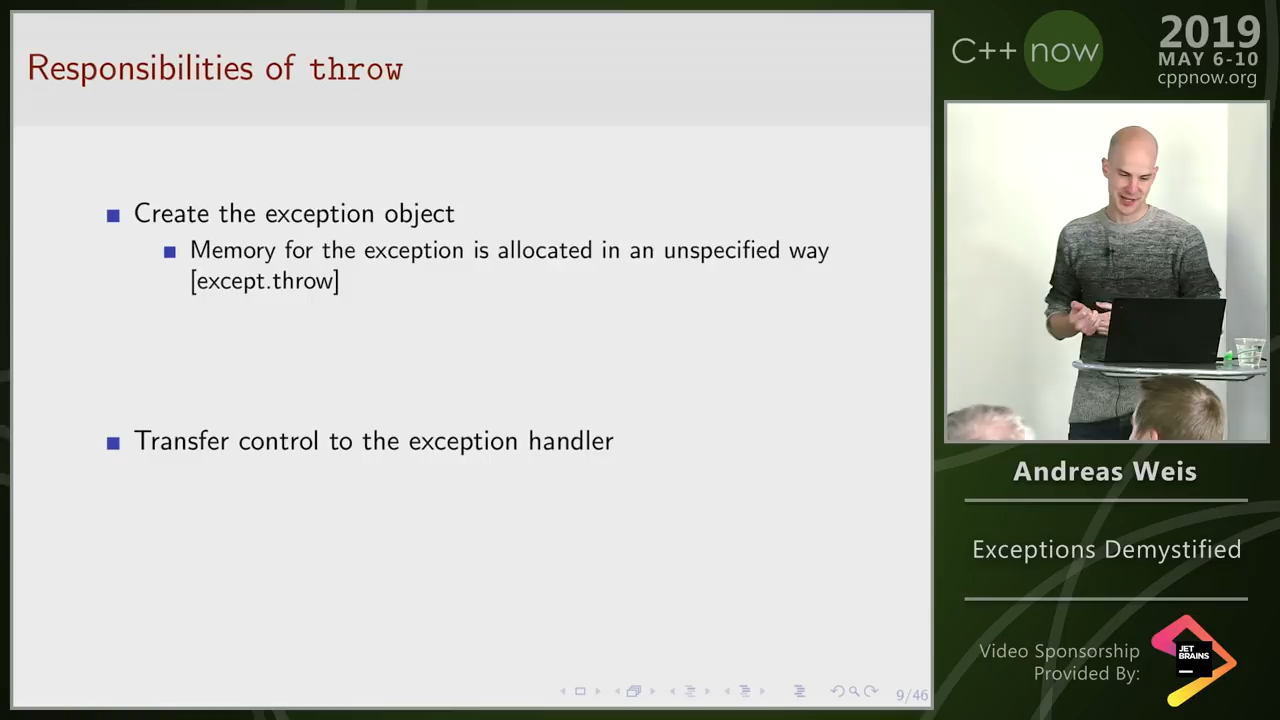 Responsibilities of throw
Create the exception object
Memory for the exception is allocated in an unspecified way
[except.throw]
Transfer control to the exception handler
9/46
C++ now
2019
MAY 6-10
cppnow.org
Andreas Weis
Exceptions Demystified
Video Sponsorship
Provided By:
JET
BRAINS